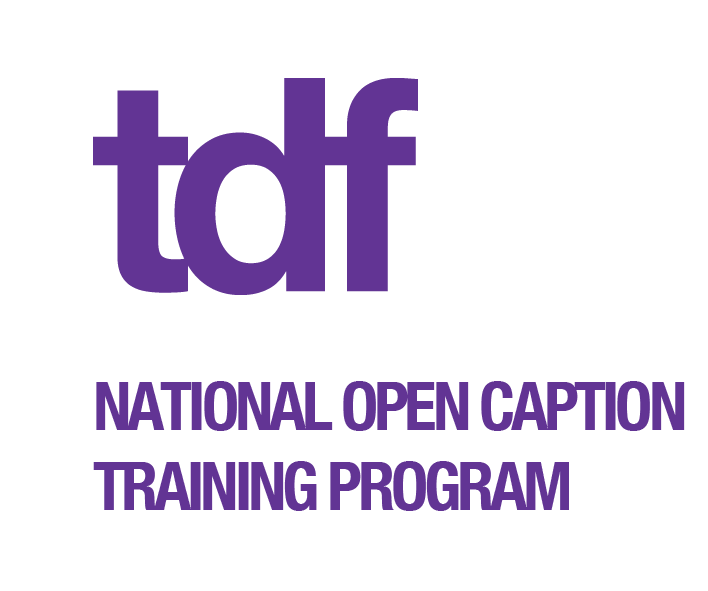 tdf
NATIONAL OPEN CAPTION
TRAINING PROGRAM